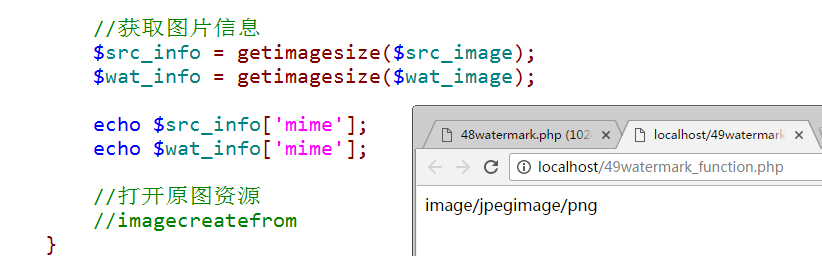 //获取图片信息
$src_info = getimagesize($src_image);
$wat_info = getimagesize($wat_image);
echo $src_info['mime'];
echo $wat_info['mime'];
//打开原图资源
//imagecreatefrom
}
48watermark.php (102
localhost/49watermark
localhost/49watermark_function.php
image/jpegimage/png